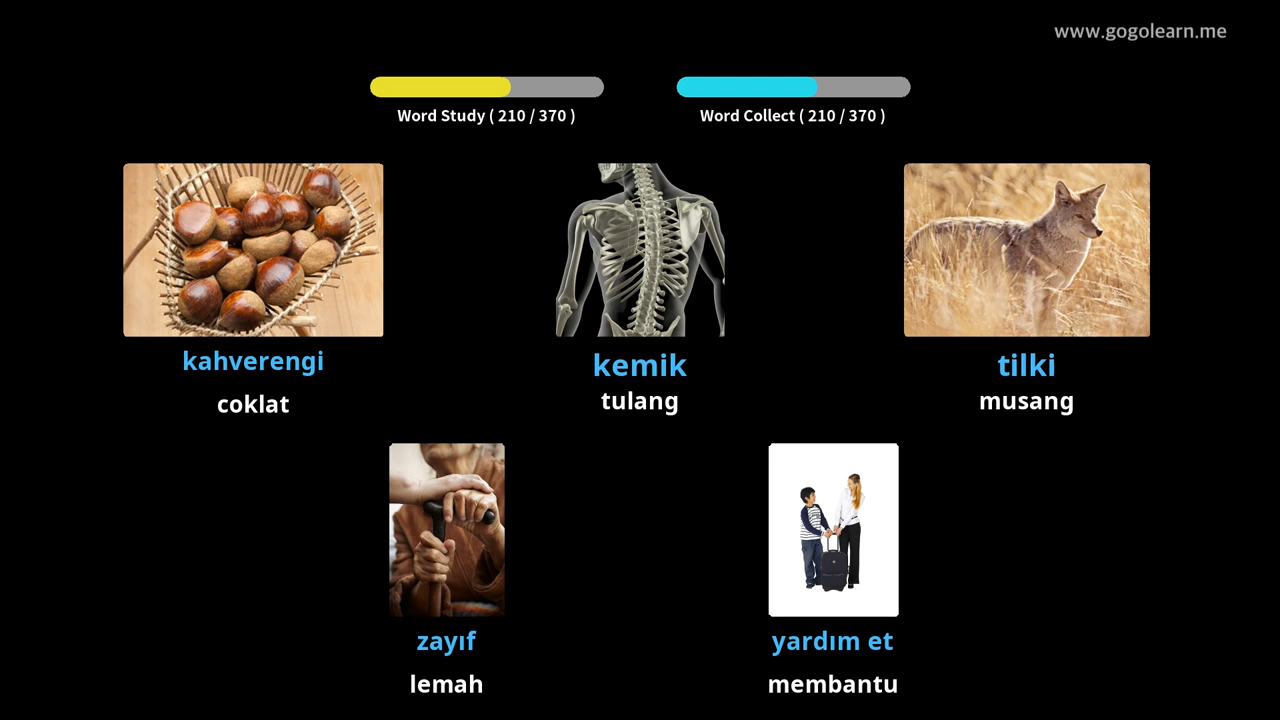 www.gogolearn.me
Word Study ( 210 / 370 )
Word Collect ( 210 / 370 )
kahverengi
coklat
kemik
tulang
tilki
musang
zayıf
lemah
yardım et
membantu